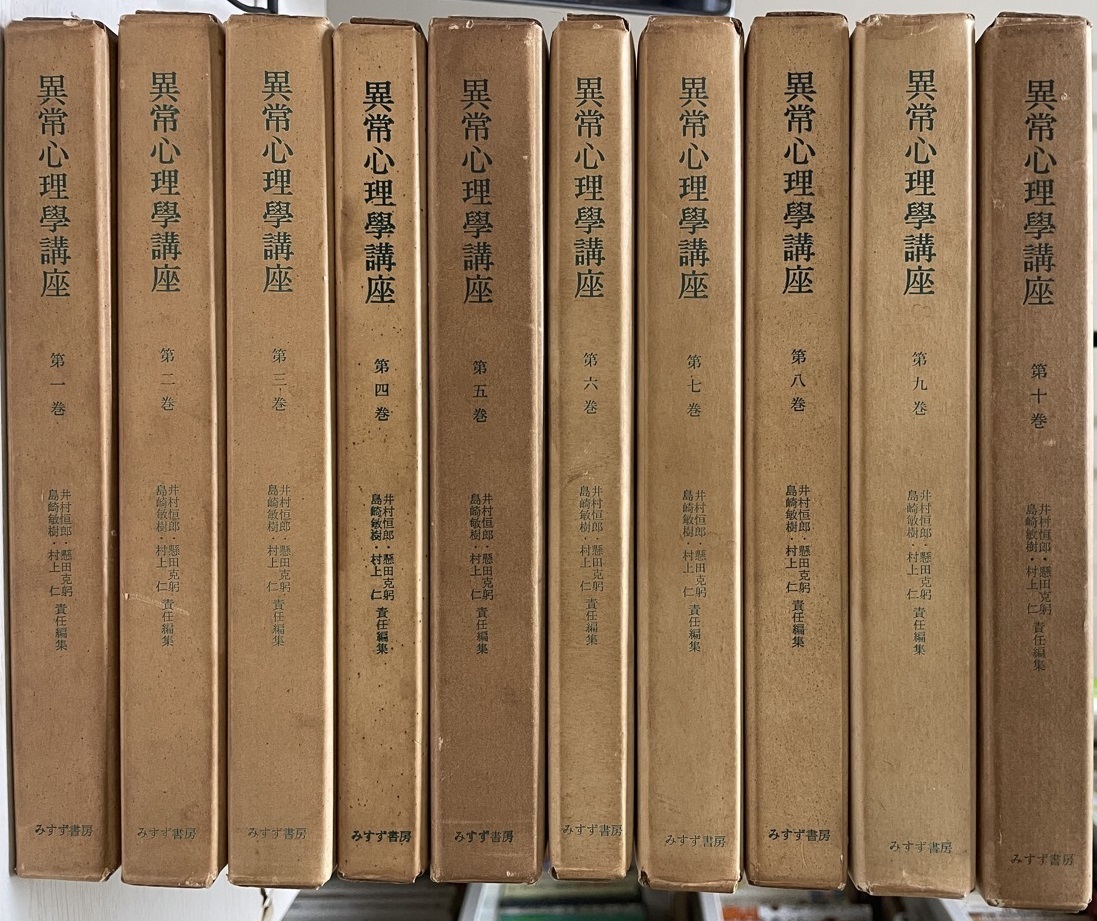 異常心理學講座
第一巻
井村恒郎・懸田克躬
島崎敏樹・村上 仁
責任編集
みすず書房
異常心理學講座
第二巻
井村恒郎・懸田克躬
島崎敏樹・村上 仁
責任編集
みすず書房
異常心理學講座
第三巻
井村恒郎・懸田克躬
島崎敏樹・村上 仁
責任編集
みすず書房
異常心理學講座
第四巻
井村恒郎・懸田克躬
島崎敏樹・村上 仁
責任編集
みすず書房
異常心理學講座
第五巻
井村恒郎・懸田克躬
島崎敏樹・村上 仁
責任編集
みすず書房
異常心理學講座
第六巻
井村恒郎・懸田克躬
島崎敏樹・村上 仁
責任編集
みすず書房
異常心理學講座
第七巻
井村恒郎・懸田克躬
島崎敏樹・村上 仁
責任編集
みすず書房
異常心理學講座
第八巻
井村恒郎・懸田克躬
島崎敏樹・村上 仁
責任編集
みすず書房
異常心理學講座
第九巻
井村恒郎・懸田克躬
島崎敏樹・村上 仁
責任編集
みすず書房
異常心理學講座
第十巻
井村恒郎・懸田克躬
島崎敏樹・村上 仁
責任編集
みすず書房